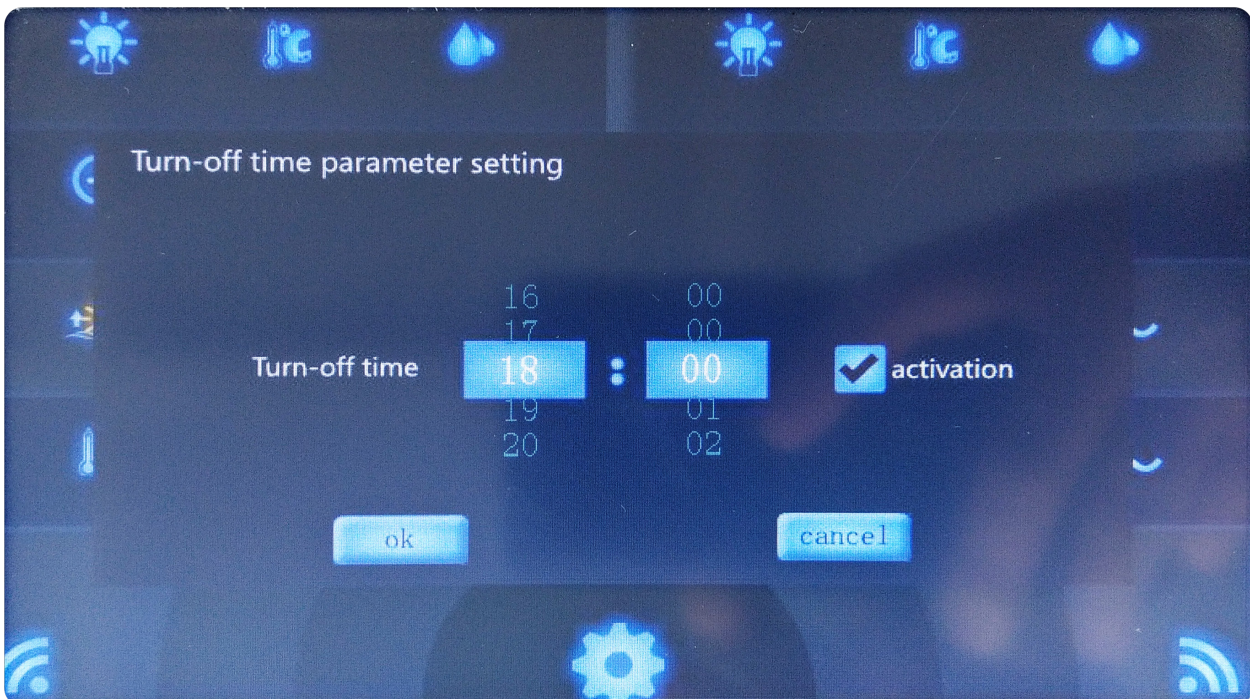 °C
°C
Turn-off time parameter setting
16 00
17 00
Turn-off time 18 : 00 activation
19 01
20 02
ok cancel